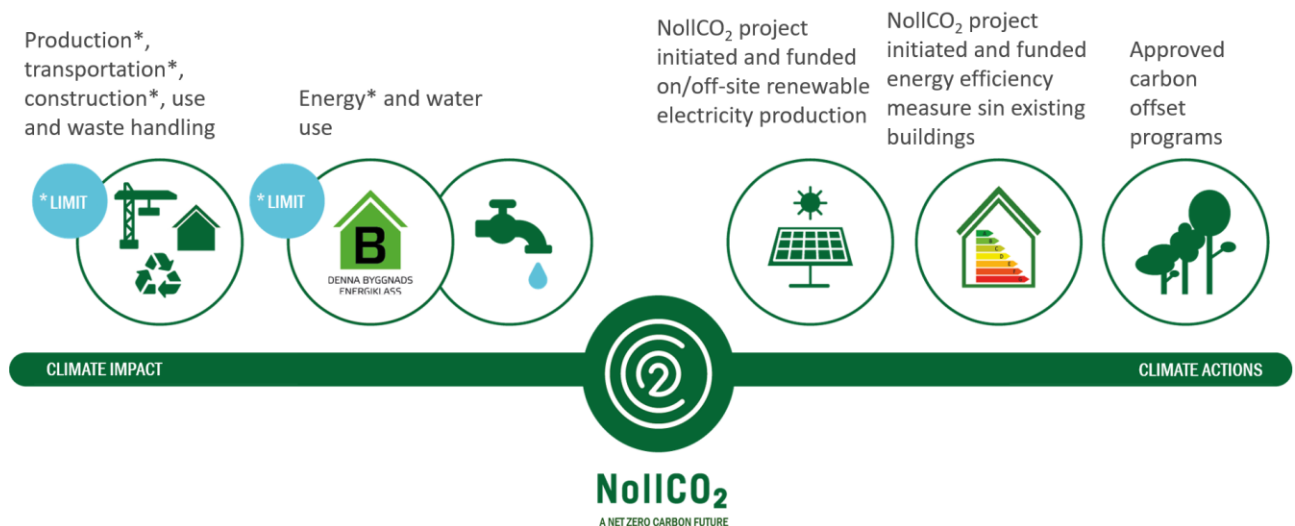 Production*,
transportation*,
construction*, use
and waste handling
Energy* and water
use
NollCO₂ project
initiated and funded
on/off-site renewable
electricity production
NollCO₂ project
initiated and funded
energy efficiency
measure sin existing
buildings
Approved
carbon
offset
programs
* LIMIT
* LIMIT
B
DENNA BYGGNADS
ENERGIKLASS
A
B
C
D
E
F
G
CLIMATE IMPACT
2
CLIMATE ACTIONS
NollCO₂
A NET ZERO CARBON FUTURE